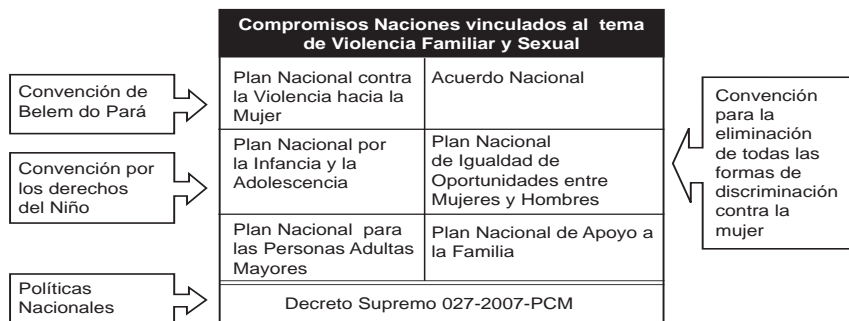 Compromisos Naciones vinculados al tema
de Violencia Familiar y Sexual
Convención de
Belem do Pará
Plan Nacional contra
la Violencia hacia la
Mujer
Acuerdo Nacional
Convención por
los derechos
del Niño
Plan Nacional por
la Infancia y la
Adolescencia
Plan Nacional
de Igualdad de
Oportunidades entre
Mujeres y Hombres
Plan Nacional para
las Personas Adultas
Mayores
Plan Nacional de Apoyo a
la Familia
Políticas
Nacionales
Decreto Supremo 027-2007-PCM
Convención
para la
eliminación
de todas las
formas de
discriminación
contra la
mujer